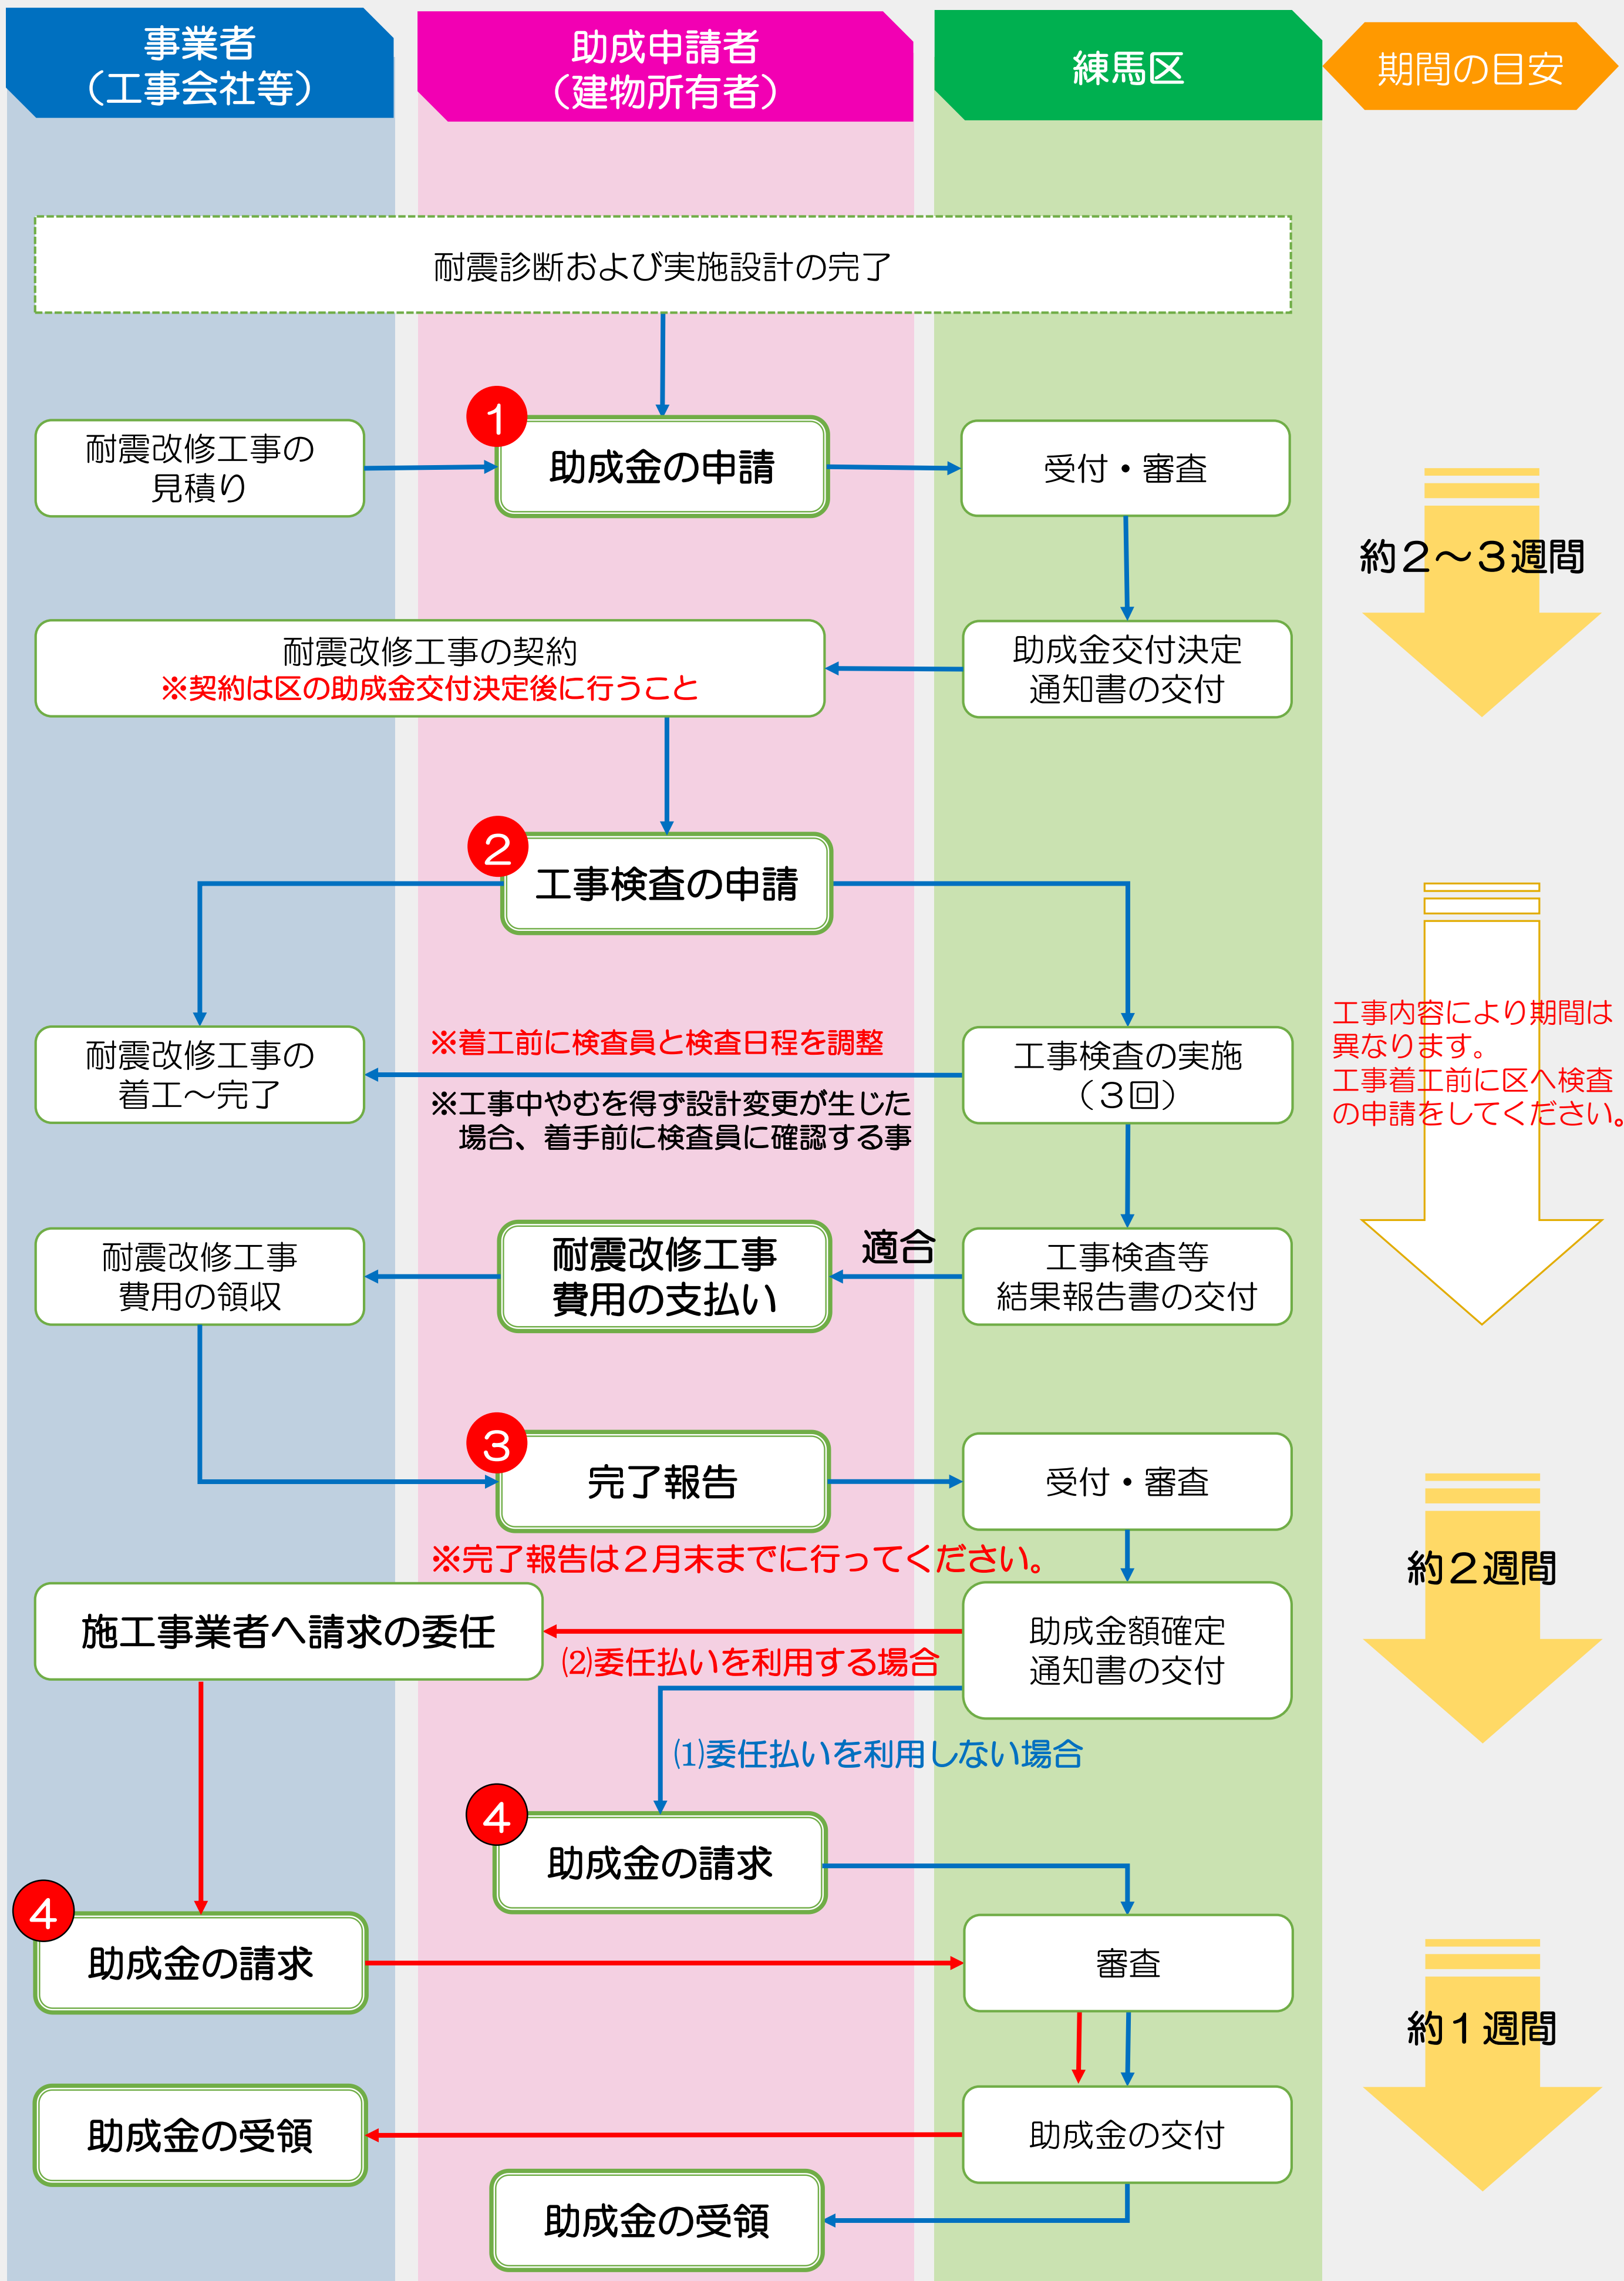 事業者
（工事会社等）
助成申請者
（建物所有者）
練馬区
期間の目安
耐震診断および実施設計の完了
1
耐震改修工事の
見積り
助成金の申請
受付・審査
約２～３週間
耐震改修工事の契約
※契約は区の助成金交付決定後に行うこと
助成金交付決定
通知書の交付
2
工事検査の申請
耐震改修工事の
着工～完了
※着工前に検査員と検査日程を調整
※工事中やむを得ず設計変更が生じた
場合、着手前に検査員に確認する事
工事検査の実施
（３回）
工事内容により期間は
異なります。
工事着工前に区へ検査
の申請をしてください。
耐震改修工事
費用の領収
耐震改修工事
費用の支払い
適合
工事検査等
結果報告書の交付
3
完了報告
受付・審査
※完了報告は２月末までに行ってください。
約２週間
施工事業者へ請求の委任
⑵委任払いを利用する場合
助成金額確定
通知書の交付
⑴委任払いを利用しない場合
4
助成金の請求
4
助成金の請求
審査
約１週間
助成金の受領
助成金の交付
助成金の受領